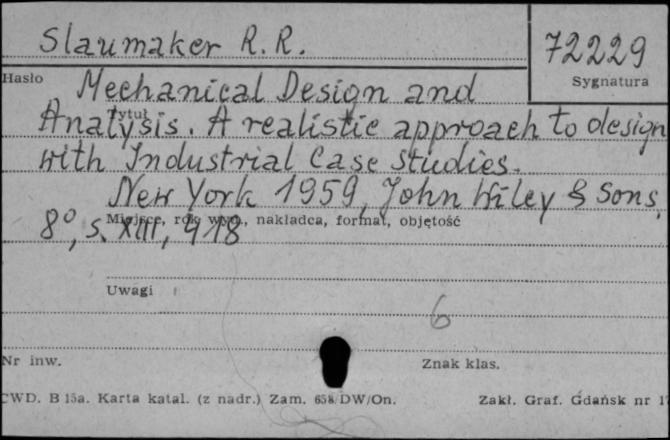 Slaumaker R. R.
72229
Hasło
Sygnatura
Mechanical Design and
Tytuł
Analysis. A realistic approach to design
with Industrial Case studies.
New York 1959, John Wiley & Sons,
Miejsce, rok wyd., nakładca, format, objętość
8°, s. XIII, 418
Uwagi
6
Nr inw.
Znak klas.
CWD. B 15a. Karta katal. (z nadr.) Zam. 658/DW/On.
Zakł. Graf. Gdańsk nr 1